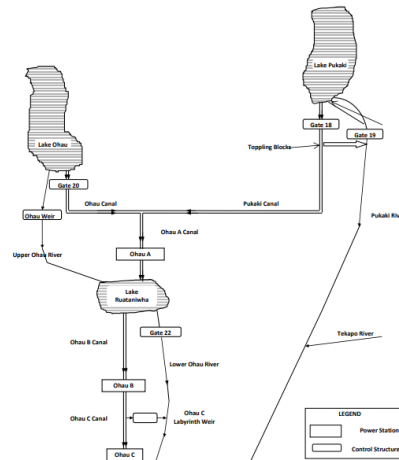 Lake Pukaki
Gate 18
Gate 19
Toppling Blocks
Lake Ohau
Gate 20
Ohau Canal
Pukaki Canal
Ohau Weir
Pukaki Riv
Ohau A Canal
Upper Ohau River
Ohau A
Lake
Ruataniwha
Gate 22
Tekapo River
Ohau B Canal
Lower Ohau River
Ohau B
Ohau C Canal
Ohau C
Labyrinth Weir
Ohau C
LEGEND
Power Station
Control Structure